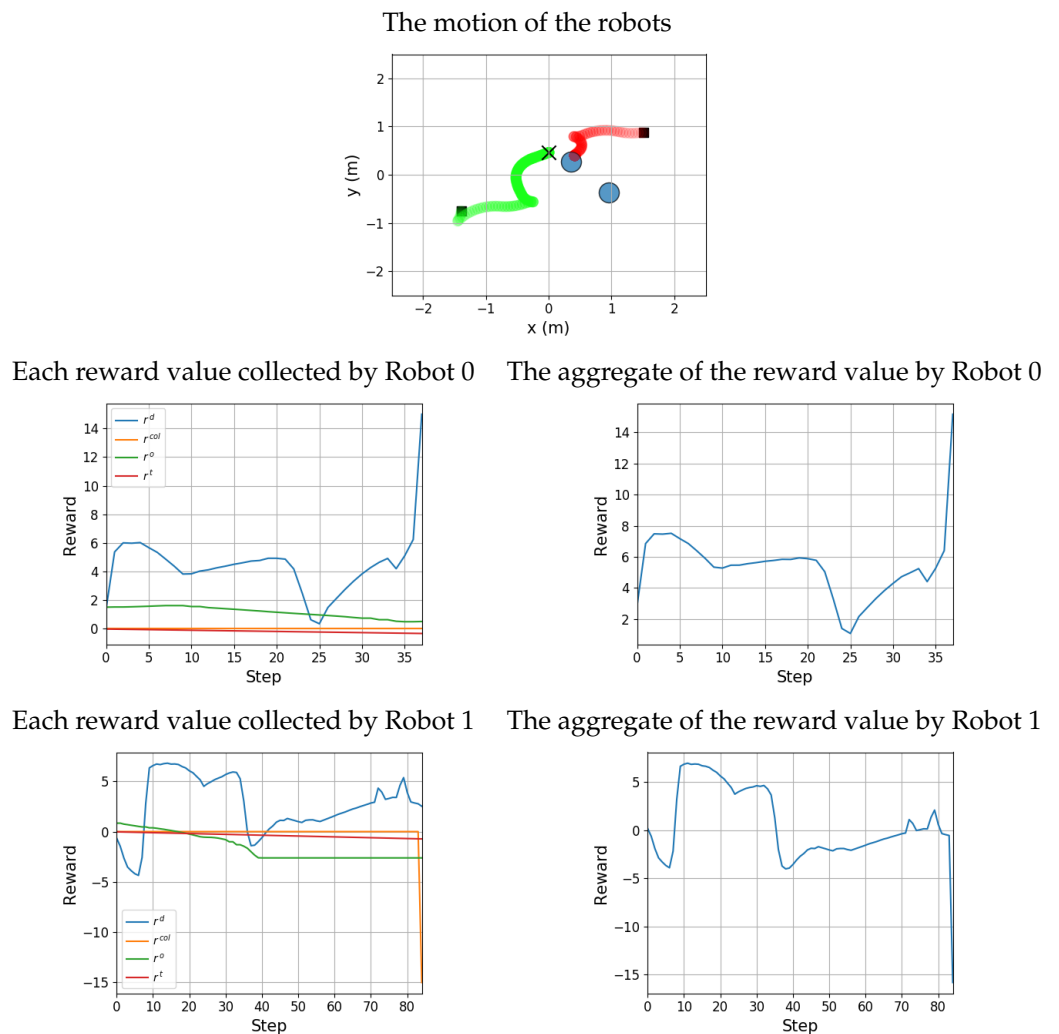 The motion of the robots
2
1
0
−1
−2
y (m)
−2 −1 0 1 2
x (m)
Each reward value collected by Robot 0
The aggregate of the reward value by Robot 0
r^d
r^col
r^o
r^t
14
12
10
8
6
4
2
0
Reward
0 5 10 15 20 25 30 35
Step
14
12
10
8
6
4
2
Reward
0 5 10 15 20 25 30 35
Step
Each reward value collected by Robot 1
The aggregate of the reward value by Robot 1
5
0
−5
−10
−15
Reward
r^d
r^col
r^o
r^t
0 10 20 30 40 50 60 70 80
Step
5
0
−5
−10
−15
Reward
0 10 20 30 40 50 60 70 80
Step